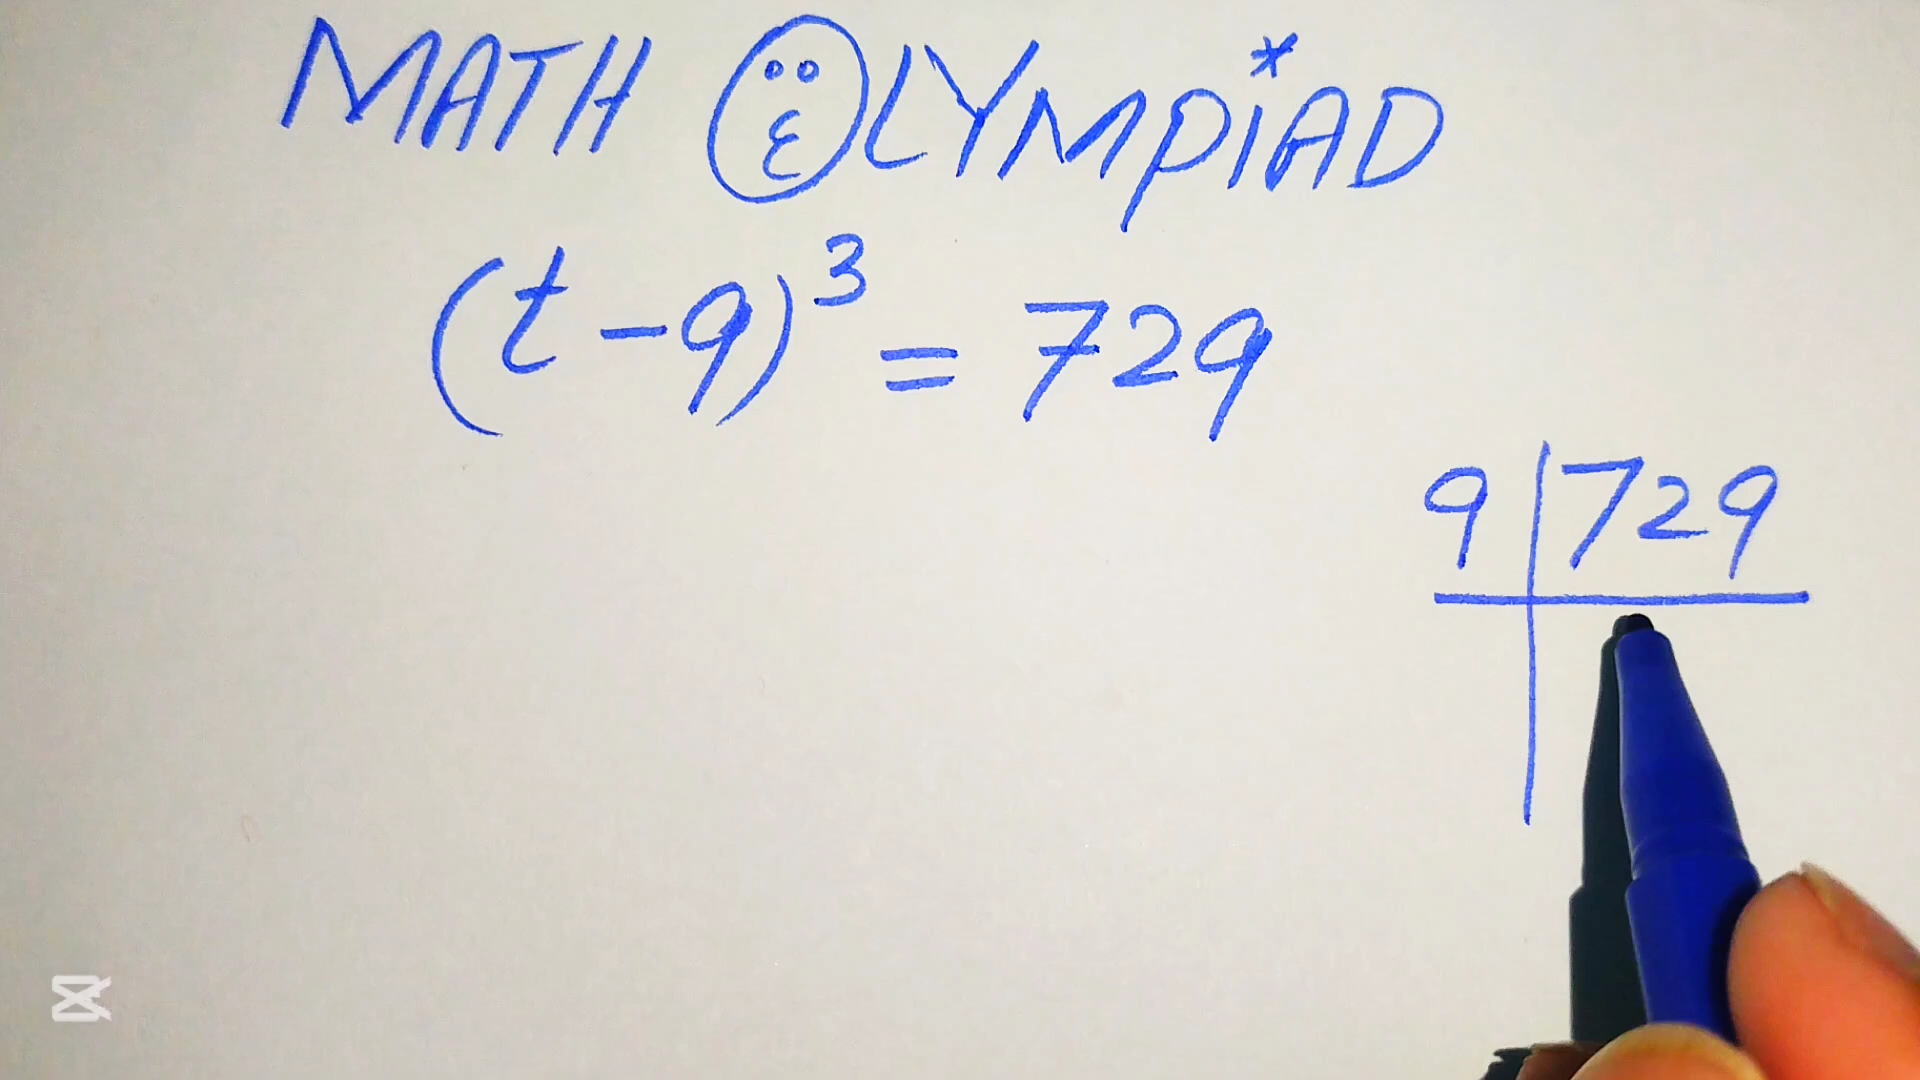 MATH OLYMPiAD
(t-9)³ = 729
9 | 729